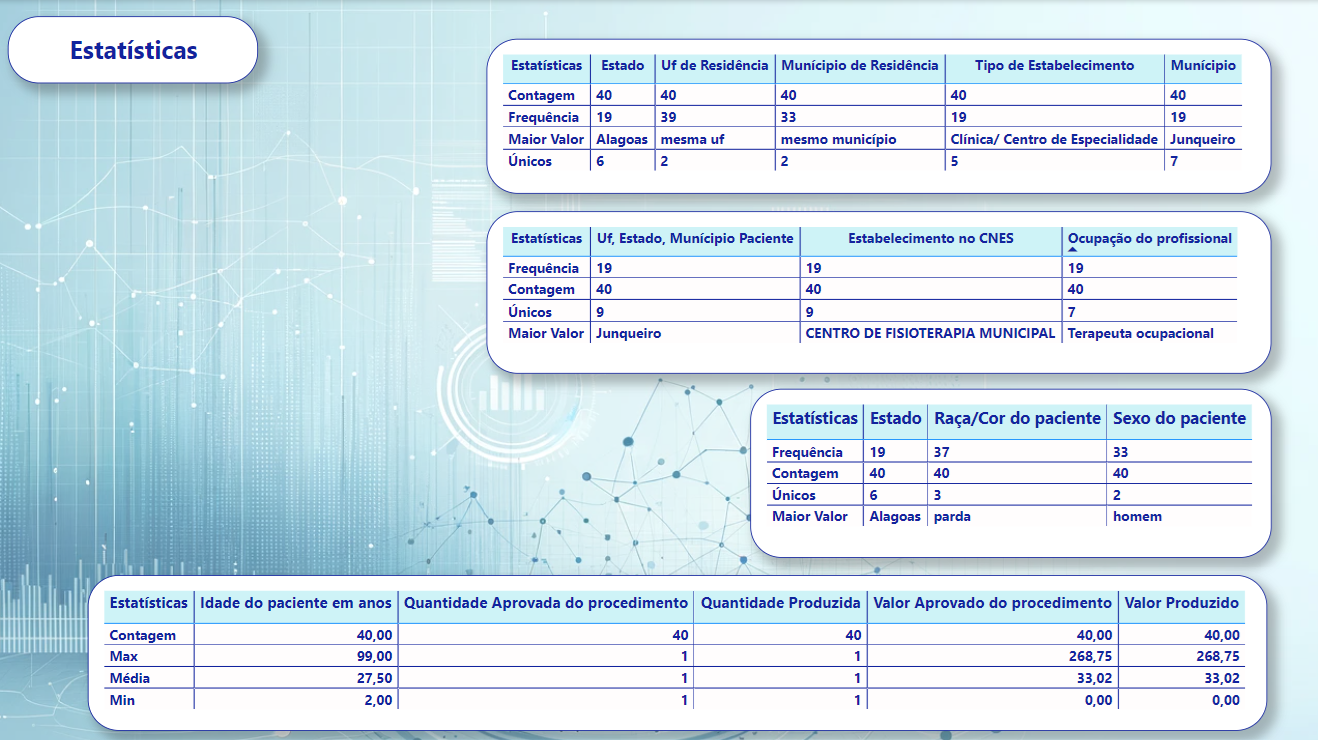 Estatísticas
Estatísticas Estado Uf de Residência Munícipio de Residência Tipo de Estabelecimento Munícipio
Contagem 40 40 40 40 40
Frequência 19 39 33 19 19
Maior Valor Alagoas mesma uf mesmo município Clínica/ Centro de Especialidade Junqueiro
Únicos 6 2 2 5 7
Estatísticas Uf, Estado, Munícipio Paciente Estabelecimento no CNES Ocupação do profissional
Frequência 19 19 19
Contagem 40 40 40
Únicos 9 9 7
Maior Valor Junqueiro CENTRO DE FISIOTERAPIA MUNICIPAL Terapeuta ocupacional
Estatísticas Estado Raça/Cor do paciente Sexo do paciente
Frequência 19 37 33
Contagem 40 40 40
Únicos 6 3 2
Maior Valor Alagoas parda homem
Estatísticas Idade do paciente em anos Quantidade Aprovada do procedimento Quantidade Produzida Valor Aprovado do procedimento Valor Produzido
Contagem 40,00 40 40 40,00 40,00
Max 99,00 1 1 268,75 268,75
Média 27,50 1 1 33,02 33,02
Min 2,00 1 1 0,00 0,00